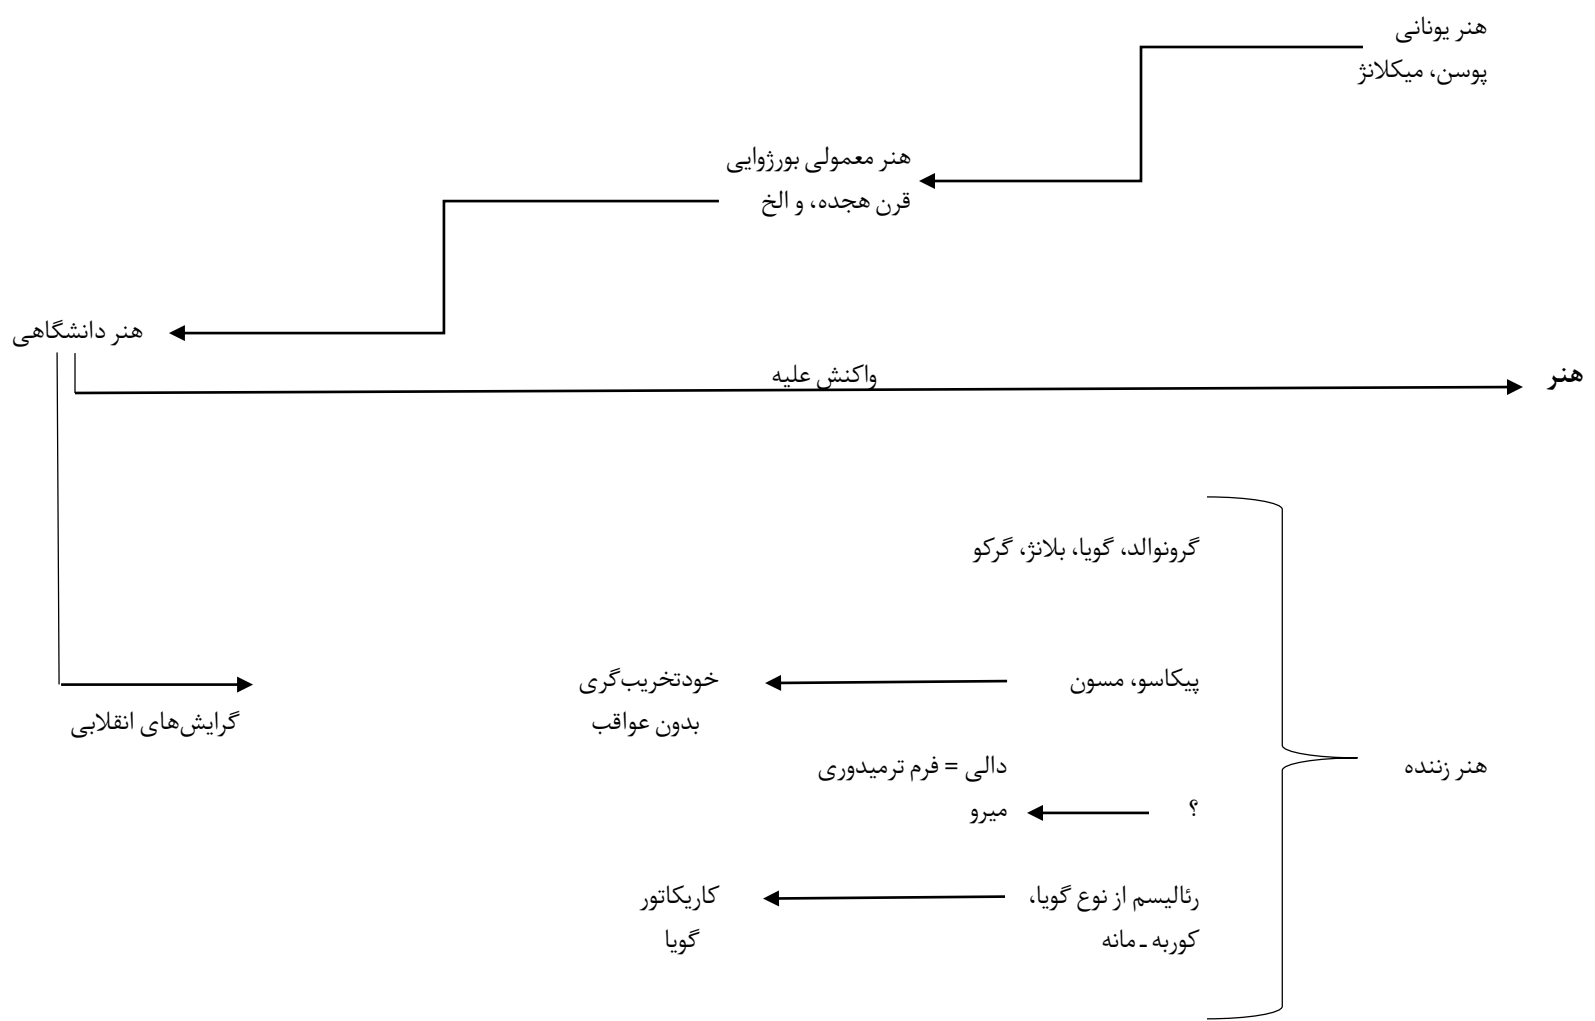 هنر یونانی
پوسن، میکلانژ
هنر معمولی بورژوایی
قرن هجده، و الخ
هنر دانشگاهی
واکنش علیه
هنر
گرونوالد، گویا، بلانژ، گرکو
پیکاسو، مسون
خودتخریب‌گری
بدون عواقب
گرایش‌های انقلابی
دالی = فرم ترمیدوری
؟
میرو
هنر زننده
رئالیسم از نوع گویا،
کوربه ـ مانه
کاریکاتور
گویا